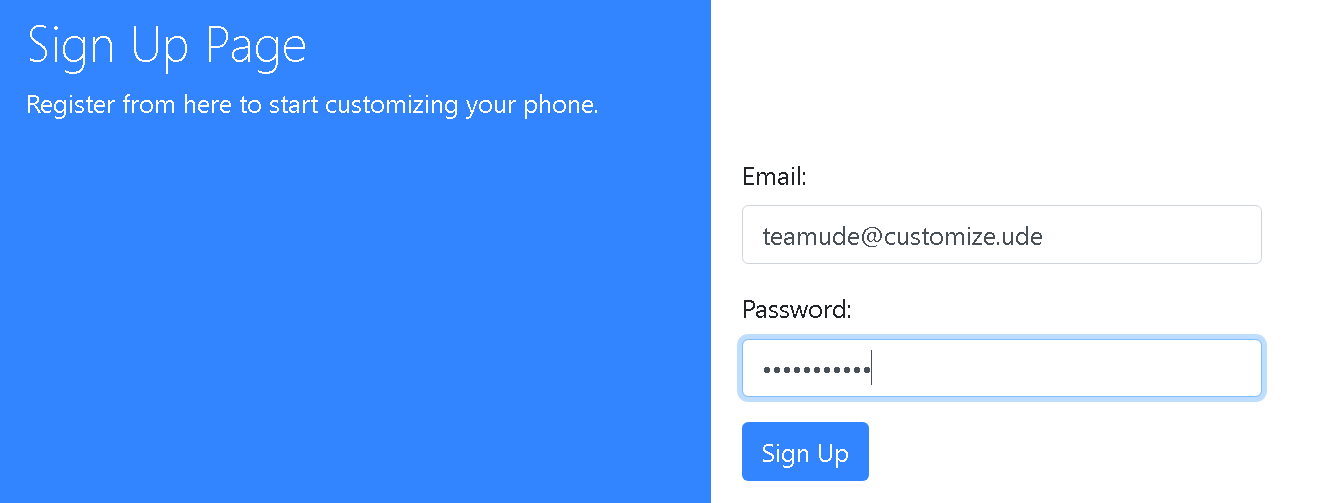 Sign Up Page
Register from here to start customizing your phone.
Email:
teamude@customize.ude
Password:
•••••••••••
Sign Up